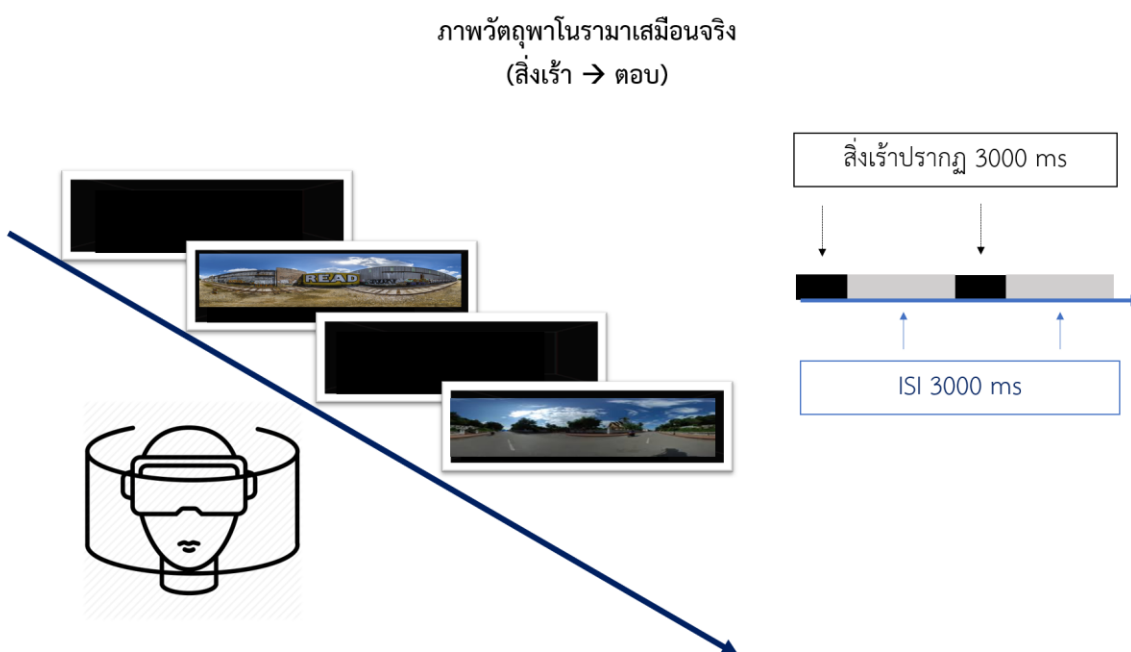 ภาพวัตถุพาโนรามาเสมือนจริง
(สิ่งเร้า → ตอบ)
สิ่งเร้าปรากฏ 3000 ms
READ
ISI 3000 ms